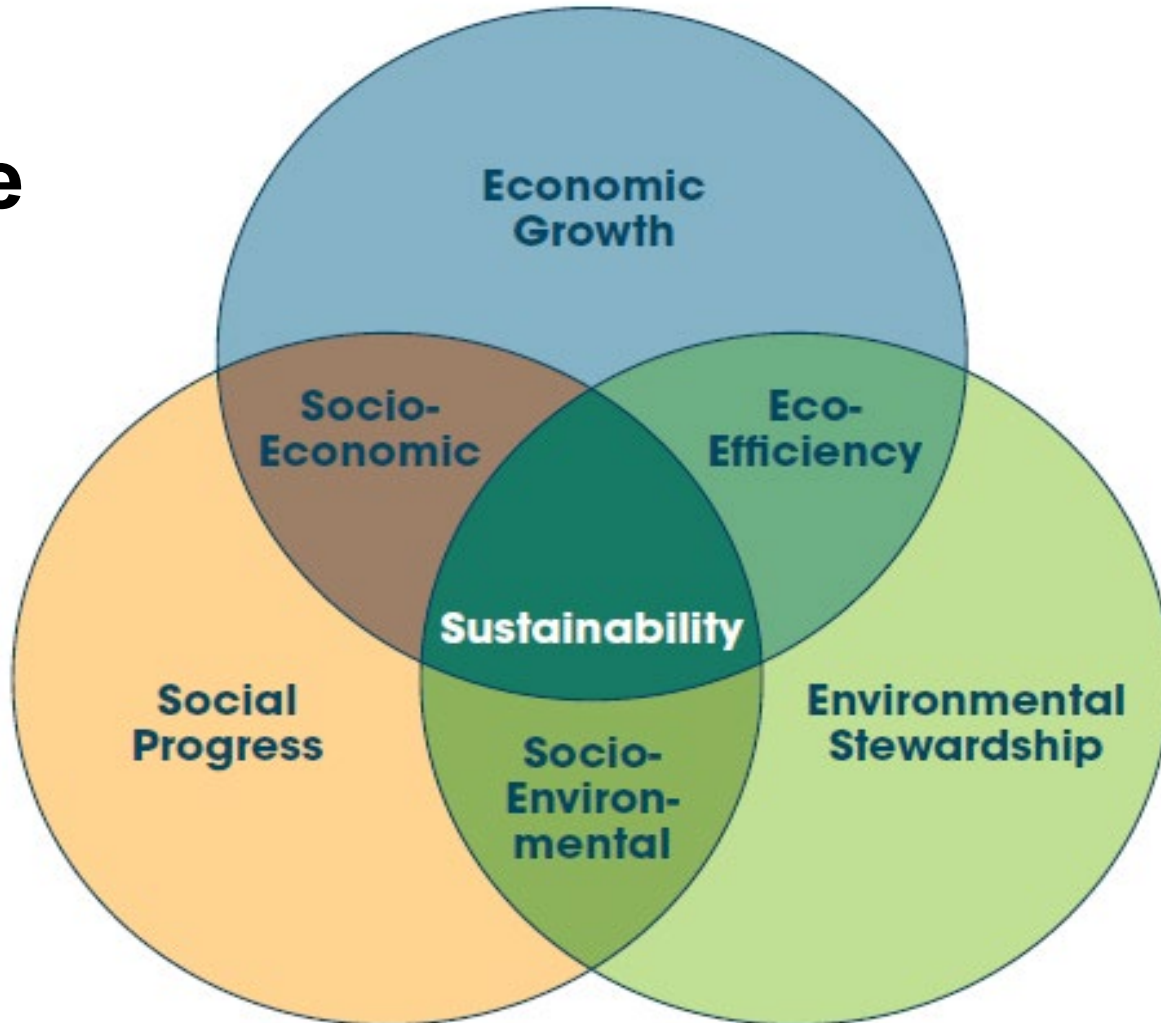 e
Economic
Growth
Socio-
Economic
Eco-
Efficiency
Sustainability
Social
Progress
Environmental
Stewardship
Socio-
Environ-
mental